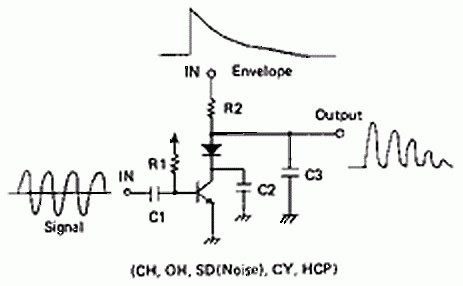 IN Envelope
R2
Output
R1
IN
C1
C2
C3
Signal
(CH, OH, SD(Noise), CY, HCP)